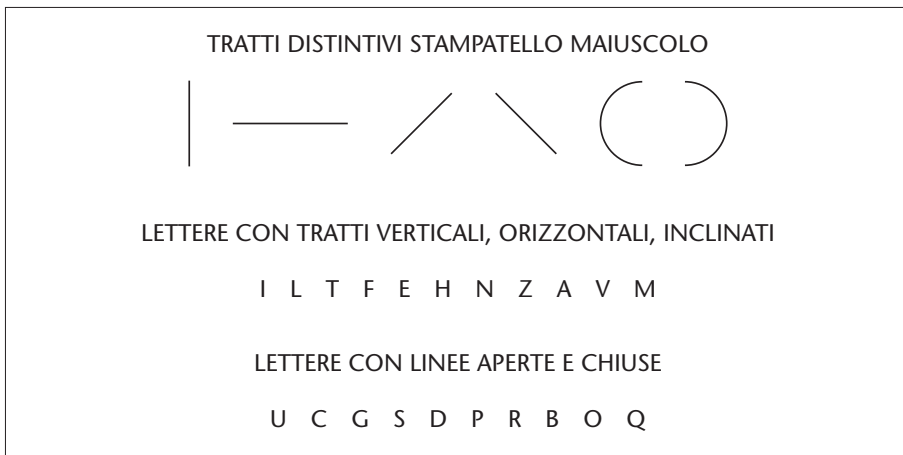 TRATTI DISTINTIVI STAMPATELLO MAIUSCOLO
LETTERE CON TRATTI VERTICALI, ORIZZONTALI, INCLINATI
I L T F E H N Z A V M
LETTERE CON LINEE APERTE E CHIUSE
U C G S D P R B O Q